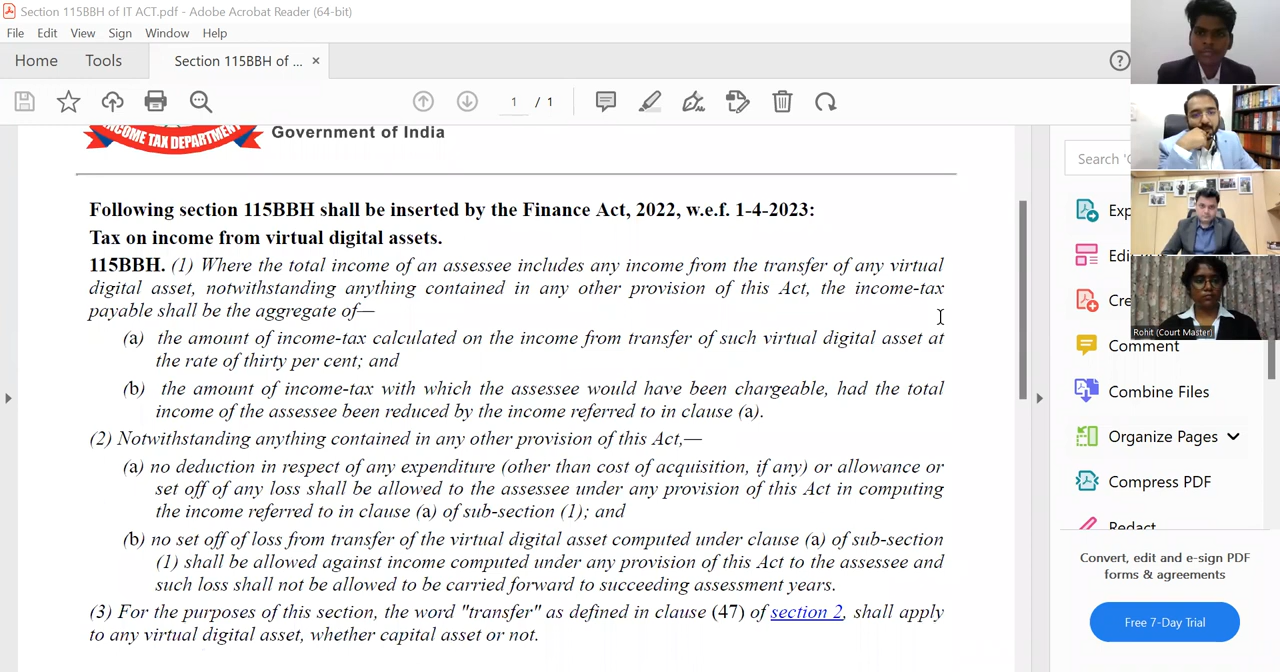 Section 115BBH of IT ACT.pdf - Adobe Acrobat Reader (64-bit)
File Edit View Sign Window Help
Home Tools Section 115BBH of ... ×
?
1 / 1
INCOME TAX DEPARTMENT
Government of India
Following section 115BBH shall be inserted by the Finance Act, 2022, w.e.f. 1-4-2023:
Tax on income from virtual digital assets.
115BBH. (1) Where the total income of an assessee includes any income from the transfer of any virtual
digital asset, notwithstanding anything contained in any other provision of this Act, the income-tax
payable shall be the aggregate of—
(a) the amount of income-tax calculated on the income from transfer of such virtual digital asset at
the rate of thirty per cent; and
(b) the amount of income-tax with which the assessee would have been chargeable, had the total
income of the assessee been reduced by the income referred to in clause (a).
(2) Notwithstanding anything contained in any other provision of this Act,—
(a) no deduction in respect of any expenditure (other than cost of acquisition, if any) or allowance or
set off of any loss shall be allowed to the assessee under any provision of this Act in computing
the income referred to in clause (a) of sub-section (1); and
(b) no set off of loss from transfer of the virtual digital asset computed under clause (a) of sub-section
(1) shall be allowed against income computed under any provision of this Act to the assessee and
such loss shall not be allowed to be carried forward to succeeding assessment years.
(3) For the purposes of this section, the word "transfer" as defined in clause (47) of section 2, shall apply
to any virtual digital asset, whether capital asset or not.
Search '
Exp
Edi
Cre
Rohit (Court Master)
Comment
Combine Files
Organize Pages
Compress PDF
Redact
Convert, edit and e-sign PDF
forms & agreements
Free 7-Day Trial